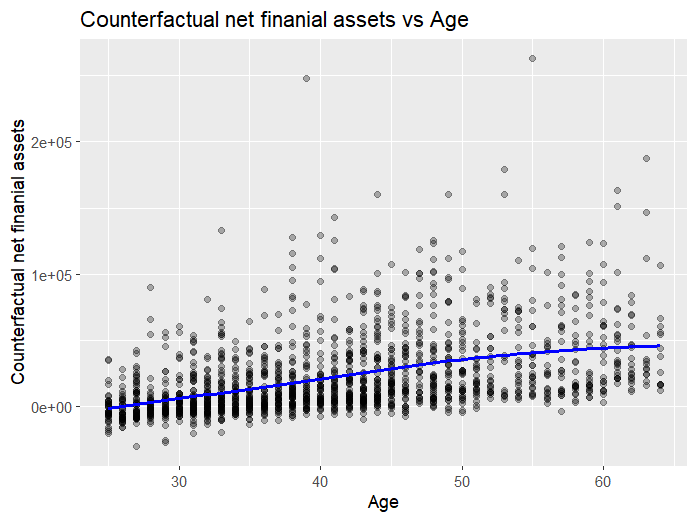 Counterfactual net finanial assets vs Age
Counterfactual net finanial assets
2e+05
1e+05
0e+00
30 40 50 60
Age